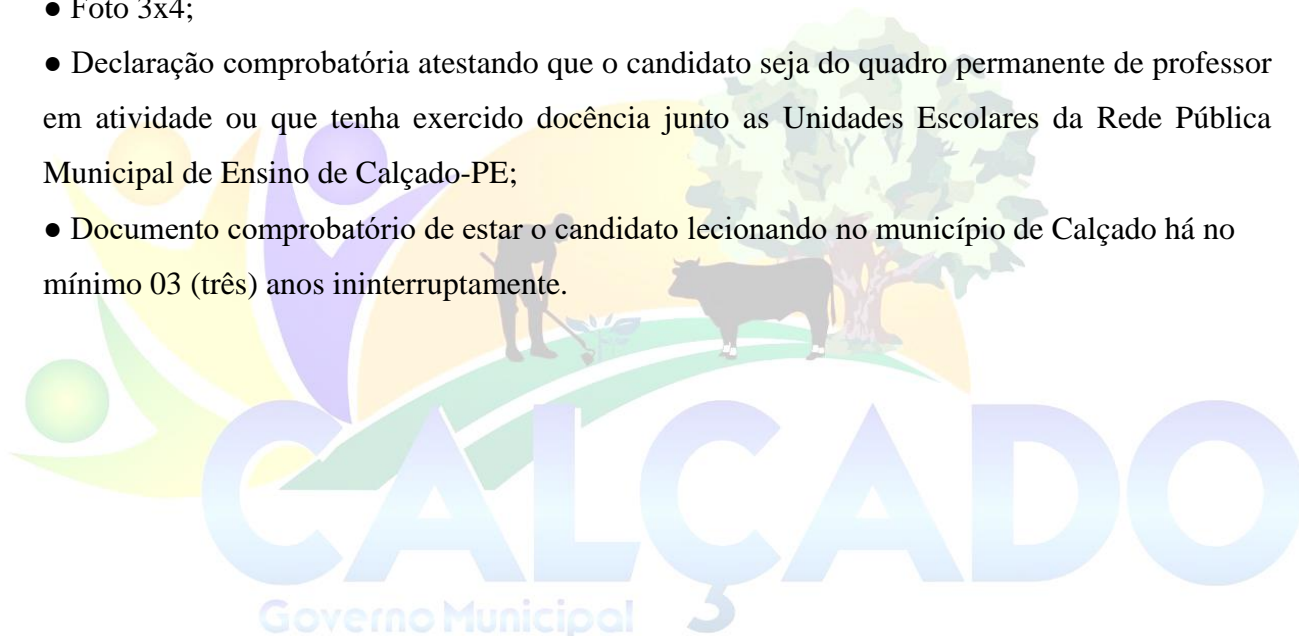 ● Foto 3x4;
● Declaração comprobatória atestando que o candidato seja do quadro permanente de professor
em atividade ou que tenha exercido docência junto as Unidades Escolares da Rede Pública
Municipal de Ensino de Calçado-PE;
● Documento comprobatório de estar o candidato lecionando no município de Calçado há no
mínimo 03 (três) anos ininterruptamente.
CALÇADO
Governo Municipal